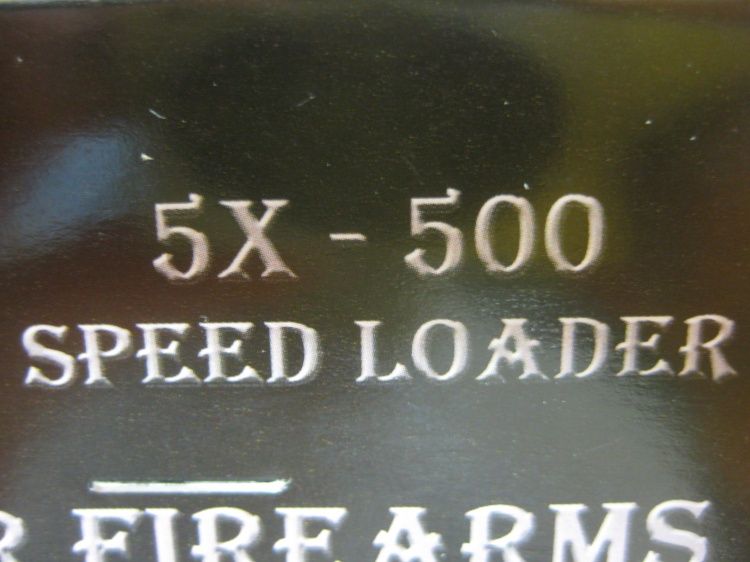 5X - 500
SPEED LOADER
R FIREARMS